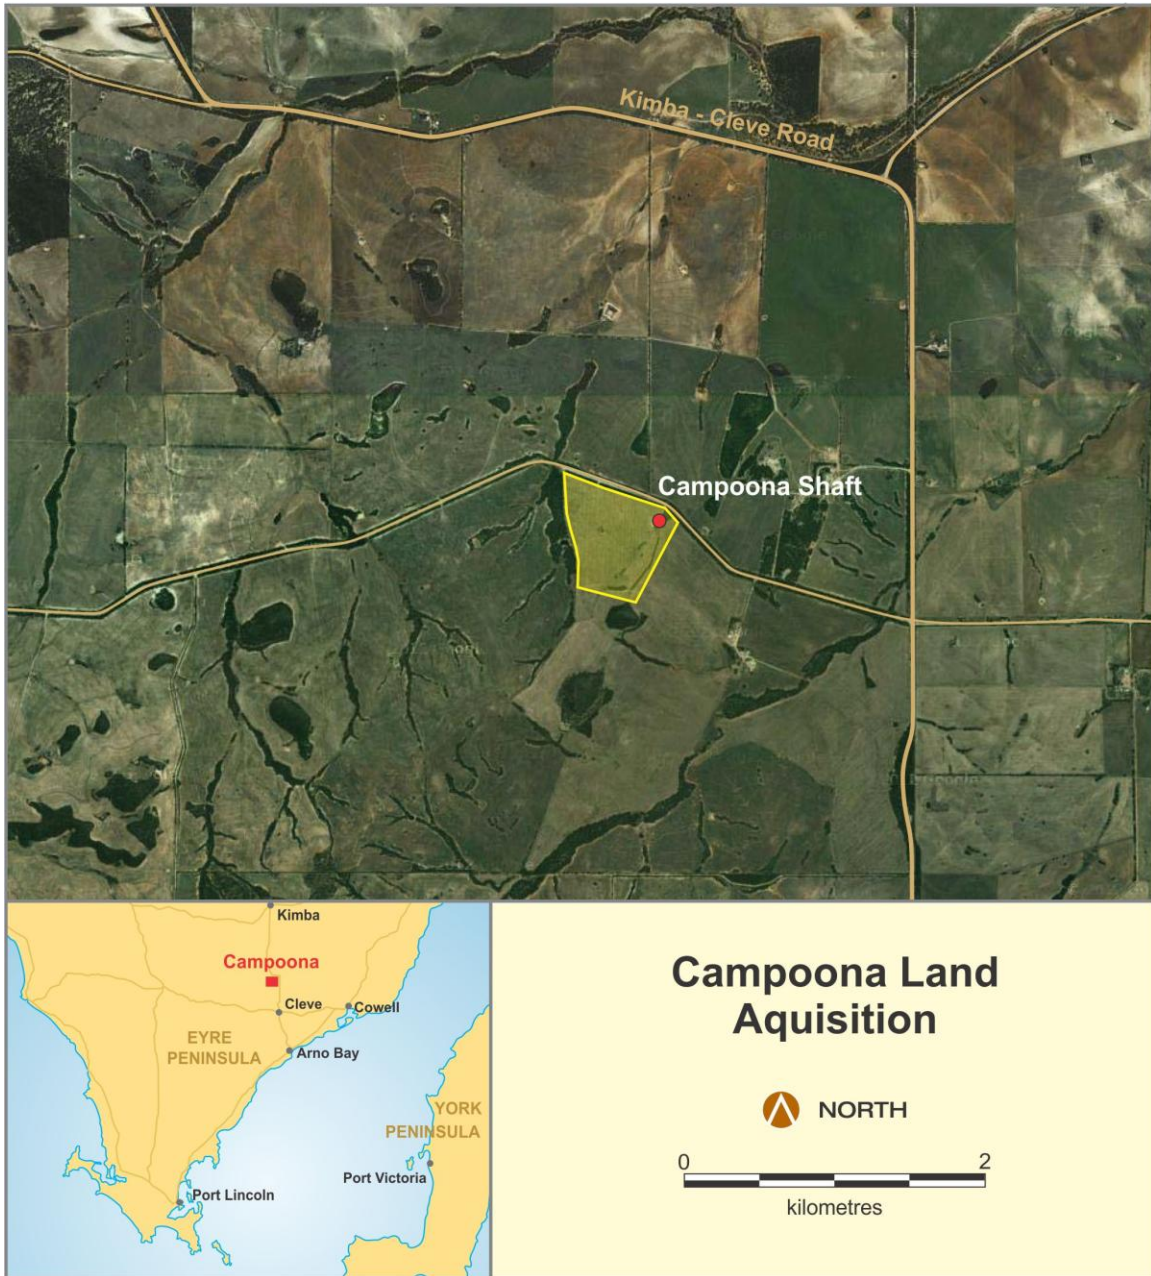 Kimba - Cleve Road
Campoona Shaft
Kimba
Campoona
Cleve
Cowell
EYRE
PENINSULA
Arno Bay
YORK
PENINSULA
Port Victoria
Port Lincoln
Campoona Land
Aquisition
NORTH
0 2
kilometres